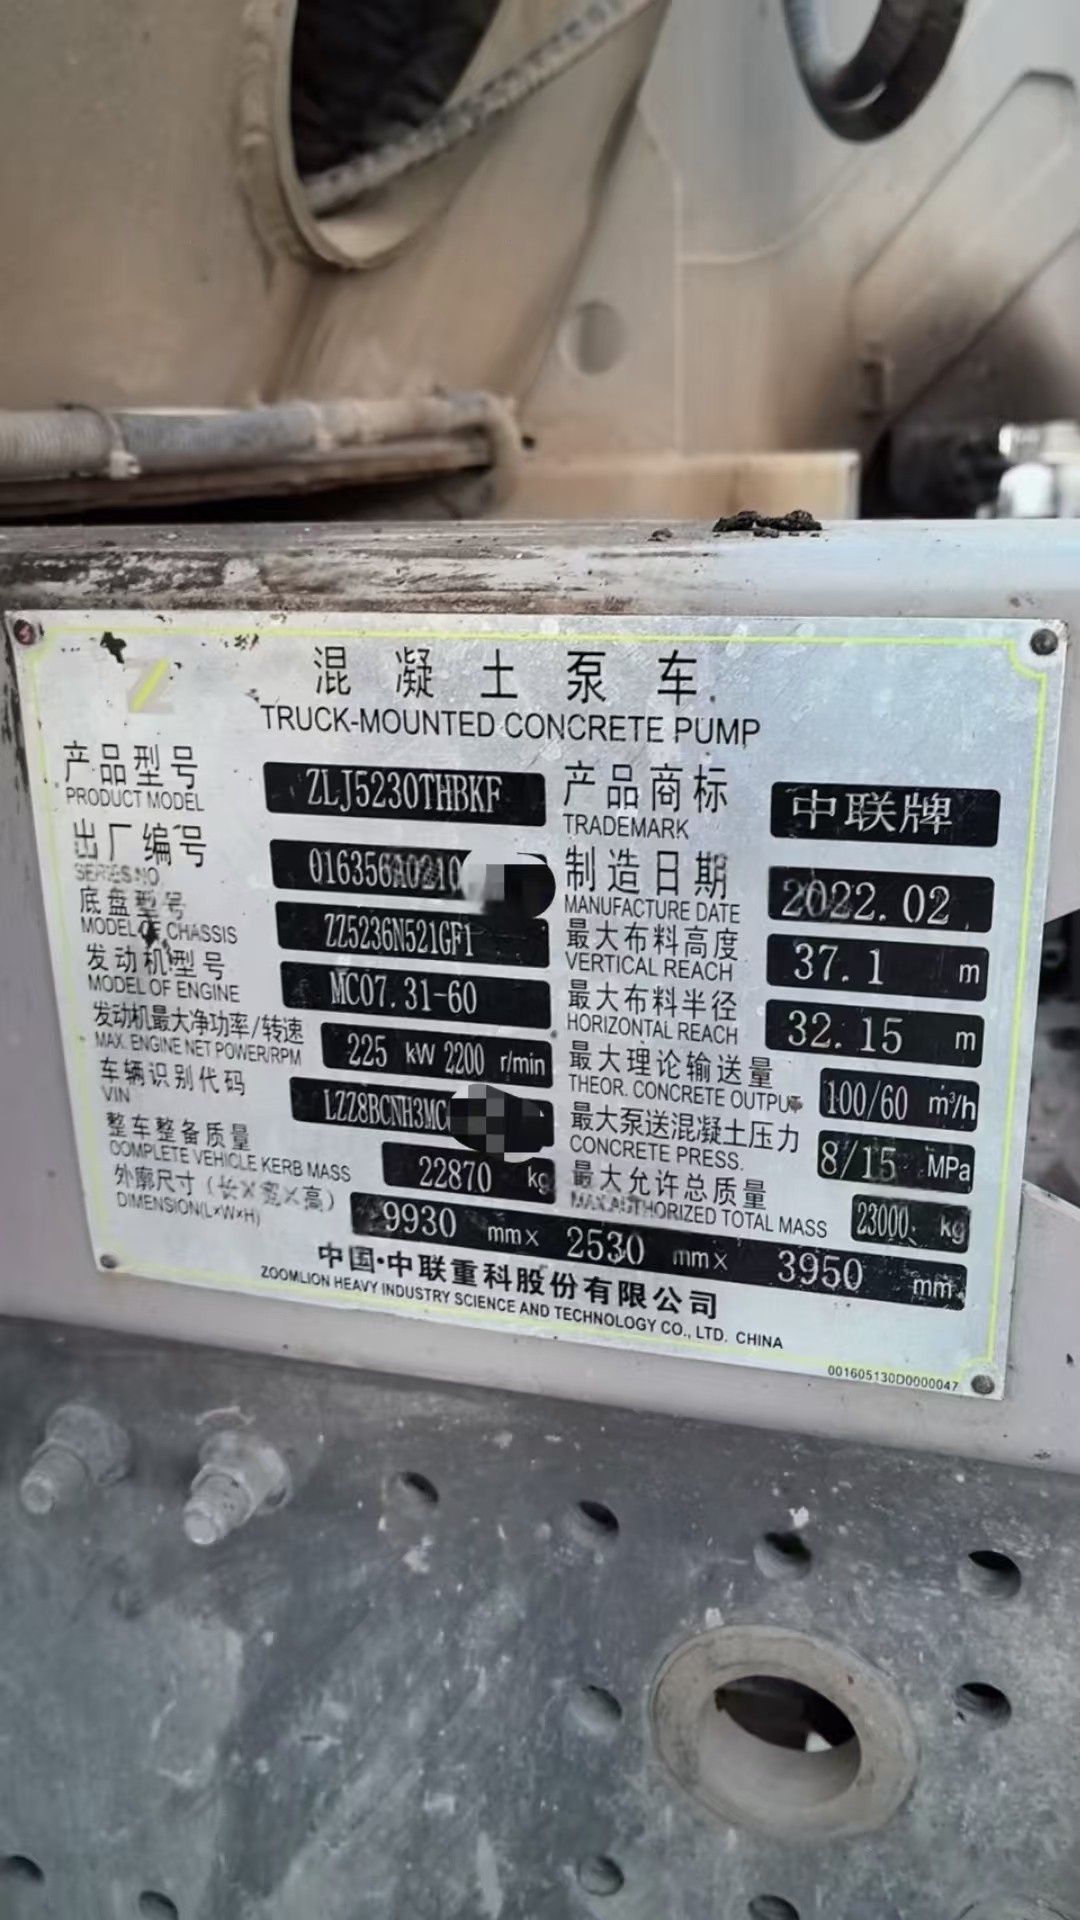 混凝土泵车
TRUCK-MOUNTED CONCRETE PUMP
产品型号 ZLJ5230THBKF
PRODUCT MODEL
产品商标 中联牌
TRADEMARK
出厂编号 016356A0210
SERIES NO
制造日期 2022.02
MANUFACTURE DATE
底盘型号 ZZ5236N521GF1
MODEL OF CHASSIS
最大布料高度 37.1 m
VERTICAL REACH
发动机型号 MC07.31-60
MODEL OF ENGINE
最大布料半径 32.15 m
HORIZONTAL REACH
发动机最大净功率/转速 225 kW 2200 r/min
MAX. ENGINE NET POWER/RPM
最大理论输送量 100/60 m³/h
THEOR. CONCRETE OUTPUT
车辆识别代码 LZZ8BCNH3MC
VIN
最大泵送混凝土压力 8/15 MPa
CONCRETE PRESS.
整车整备质量 22870 kg
COMPLETE VEHICLE KERB MASS
最大允许总质量 23000 kg
MAX.AUTHORIZED TOTAL MASS
外廓尺寸(长×宽×高) 9930 mm× 2530 mm× 3950 mm
DIMENSION(L×W×H)
中国·中联重科股份有限公司
ZOOMLION HEAVY INDUSTRY SCIENCE AND TECHNOLOGY CO., LTD. CHINA
001605130D0000047